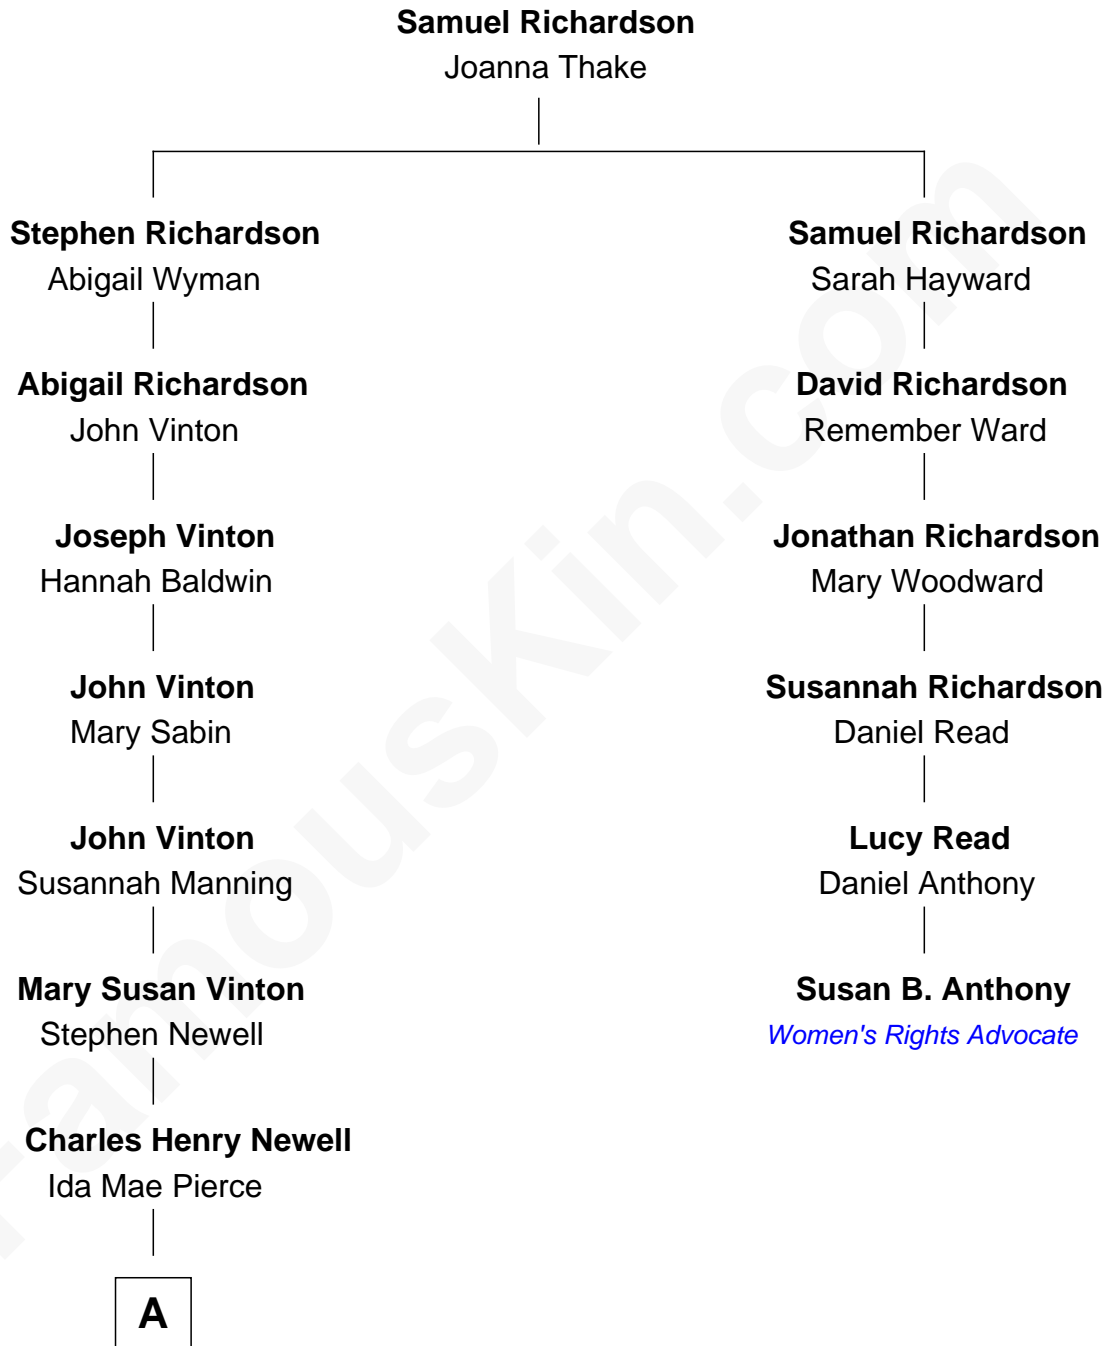 Samuel Richardson
Joanna Thake
Stephen Richardson
Abigail Wyman
Samuel Richardson
Sarah Hayward
Abigail Richardson
John Vinton
David Richardson
Remember Ward
Joseph Vinton
Hannah Baldwin
Jonathan Richardson
Mary Woodward
John Vinton
Mary Sabin
Susannah Richardson
Daniel Read
John Vinton
Susannah Manning
Lucy Read
Daniel Anthony
Mary Susan Vinton
Stephen Newell
Susan B. Anthony
Women's Rights Advocate
Charles Henry Newell
Ida Mae Pierce
A
FamousKin.com